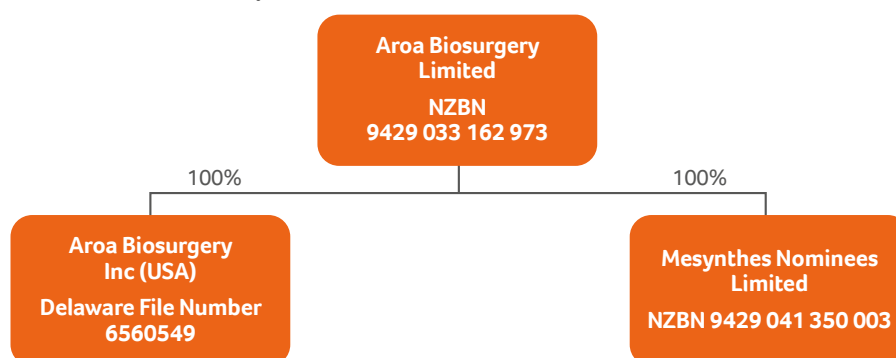 Aroa Biosurgery
Limited
NZBN
9429 033 162 973
100%
100%
Aroa Biosurgery
Inc (USA)
Delaware File Number
6560549
Mesynthes Nominees
Limited
NZBN 9429 041 350 003